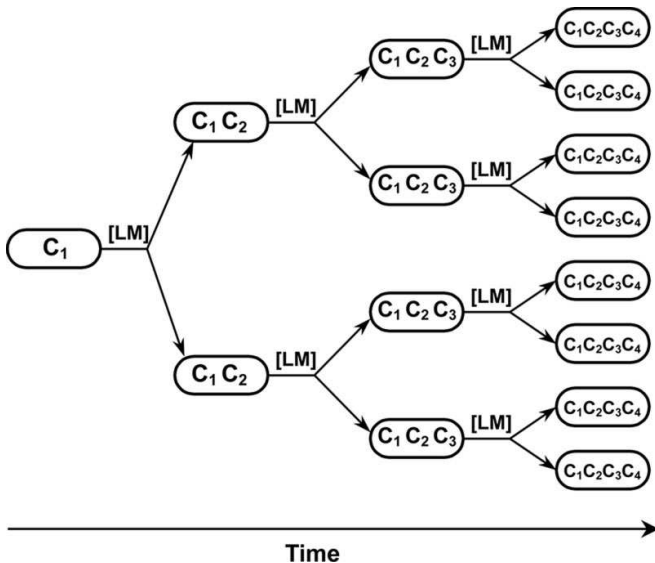 [LM] C₁C₂C₃C₄
C₁ C₂ C₃
C₁C₂C₃C₄
C₁ C₂ [LM]
[LM] C₁C₂C₃C₄
C₁ C₂ C₃
C₁C₂C₃C₄
C₁ [LM]
[LM] C₁C₂C₃C₄
C₁ C₂ C₃
C₁C₂C₃C₄
C₁ C₂ [LM]
[LM] C₁C₂C₃C₄
C₁ C₂ C₃
C₁C₂C₃C₄
Time